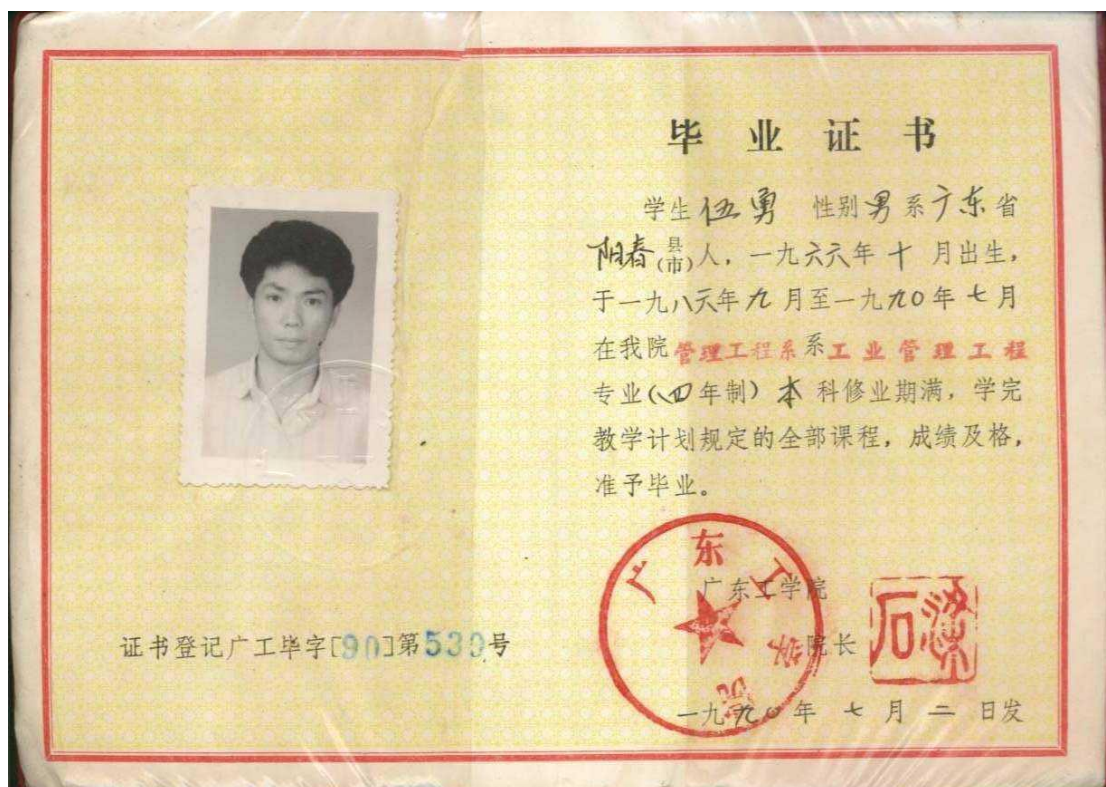 毕业证书
学生伍勇 性别男系广东省
阳春县(市)人，一九六六年十月出生，
于一九八六年九月至一九九0年七月
在我院管理工程系系工业管理工程
专业(四年制)本科修业期满，学完
教学计划规定的全部课程，成绩及格，
准予毕业。
广东工学院
广东工学院
院长
证书登记广工毕字[90]第530号
一九九0年七月二日发